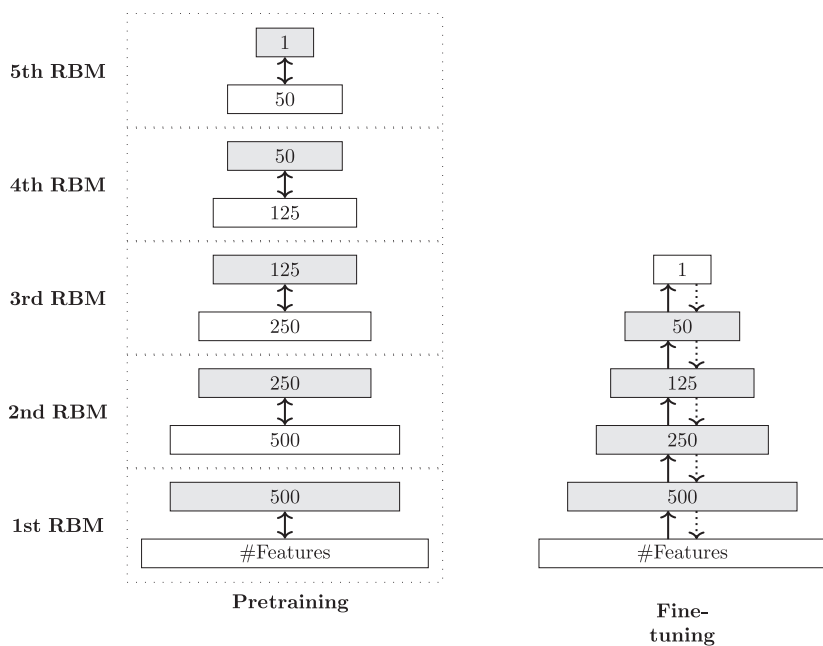 5th RBM
1
50
4th RBM
50
125
3rd RBM
125
250
2nd RBM
250
500
1st RBM
500
#Features
Pretraining
1
50
125
250
500
#Features
Fine-
tuning